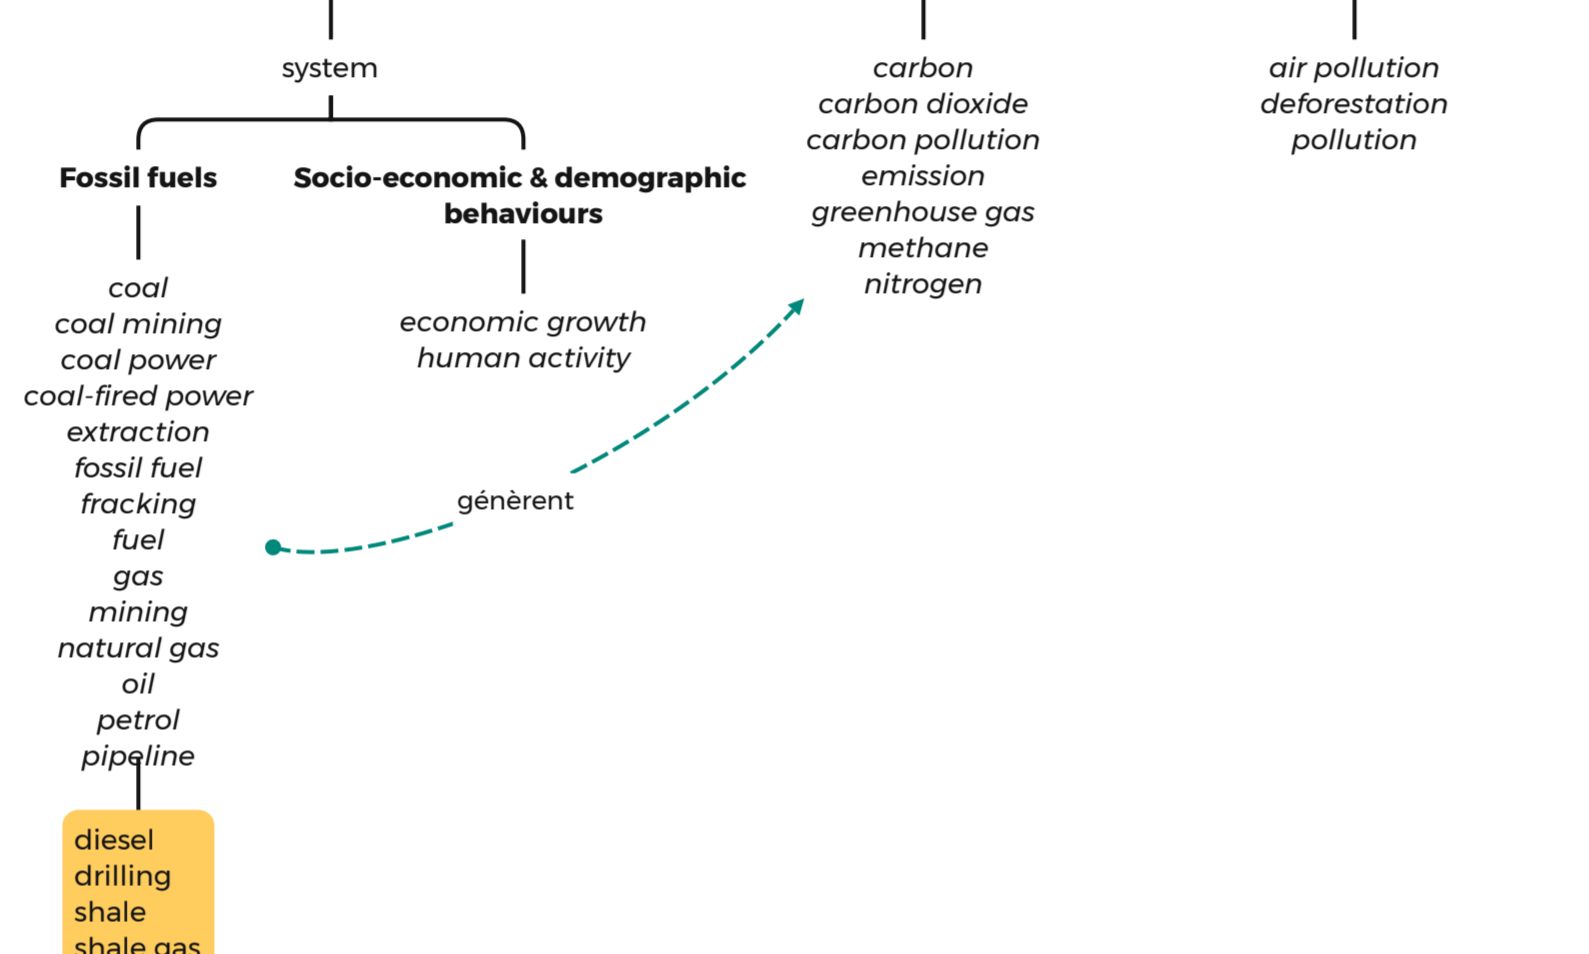 system
Fossil fuels
coal
coal mining
coal power
coal-fired power
extraction
fossil fuel
fracking
fuel
gas
mining
natural gas
oil
petrol
pipeline
diesel
drilling
shale
shale gas
Socio-economic & demographic
behaviours
economic growth
human activity
génèrent
carbon
carbon dioxide
carbon pollution
emission
greenhouse gas
methane
nitrogen
air pollution
deforestation
pollution